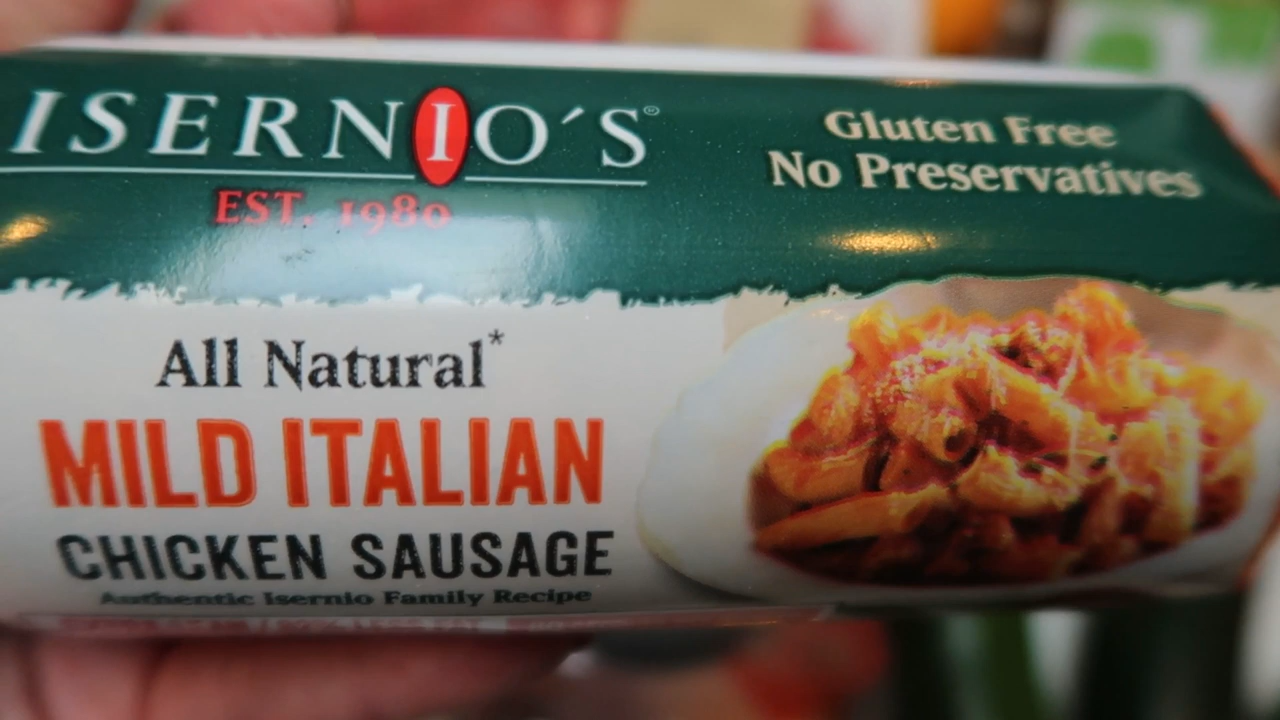 ISERNIO´S®
EST. 1980
Gluten Free
No Preservatives
All Natural*
MILD ITALIAN
CHICKEN SAUSAGE
Authentic Isernio Family Recipe